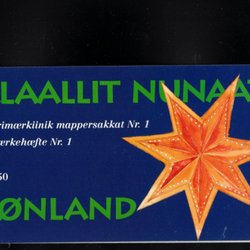 LAALLIT NUNAA
rimærkiinik mappersakkat Nr. 1
ærkehæfte Nr. 1
50
ØNLAND